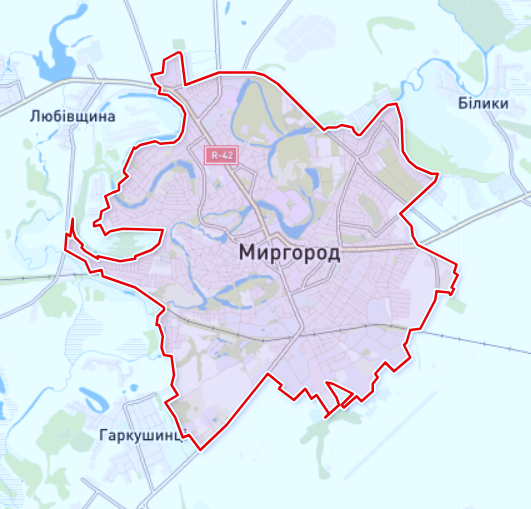 Білики
Любівщина
R-42
Миргород
Гаркушинці